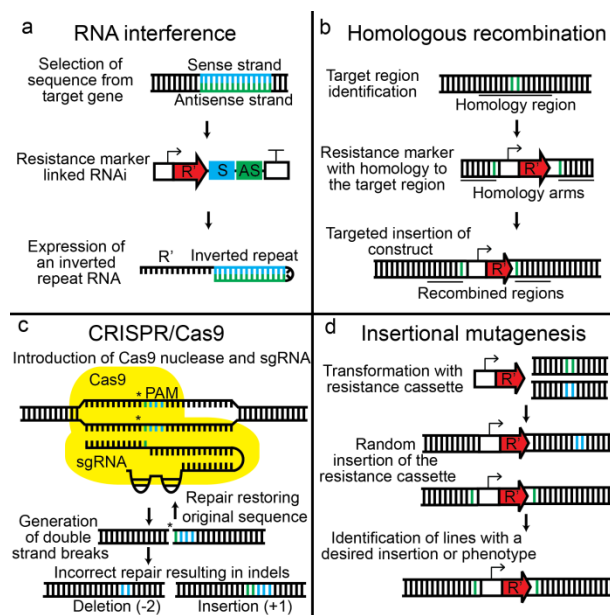 a RNA interference
Selection of
sequence from
target gene
Sense strand
Antisense strand
Resistance marker
linked RNAi
R' S AS
Expression of
an inverted
repeat RNA
R' Inverted repeat
b Homologous recombination
Target region
identification
Homology region
Resistance marker
with homology to
the target region
R'
Homology arms
Targeted insertion of
construct
R'
Recombined regions
c CRISPR/Cas9
Introduction of Cas9 nuclease and sgRNA
Cas9
* PAM
*
sgRNA
Repair restoring
original sequence
Generation
of double
strand breaks
*
Incorrect repair resulting in indels
Deletion (-2) Insertion (+1)
d Insertional mutagenesis
Transformation with
resistance cassette
R'
Random
insertion of the
resistance cassette
R'
R'
Identification of lines with a
desired insertion or phenotype
R'